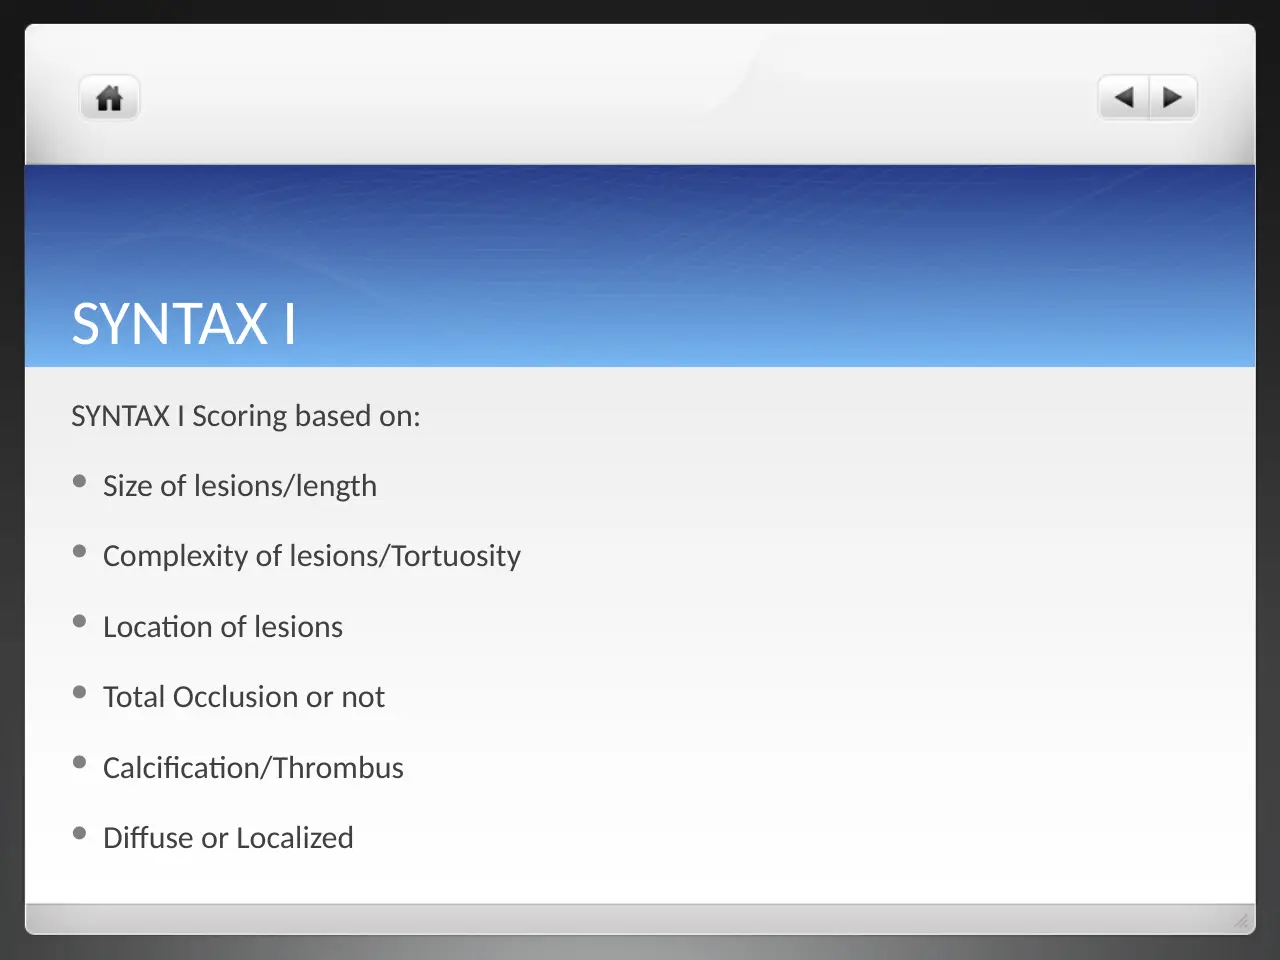 SYNTAX I
SYNTAX I Scoring based on:
• Size of lesions/length
• Complexity of lesions/Tortuosity
• Location of lesions
• Total Occlusion or not
• Calcification/Thrombus
• Diffuse or Localized